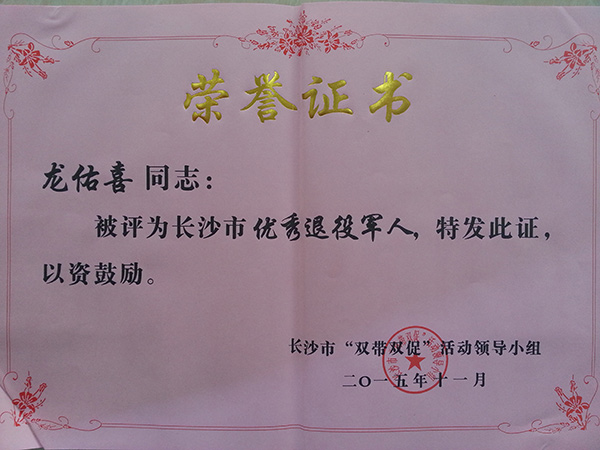 荣誉证书
龙佑喜 同志：
被评为长沙市 优秀退役军人，特发此证，
以资鼓励。
长沙市“双带双促”活动领导小组
二〇一五年十一月